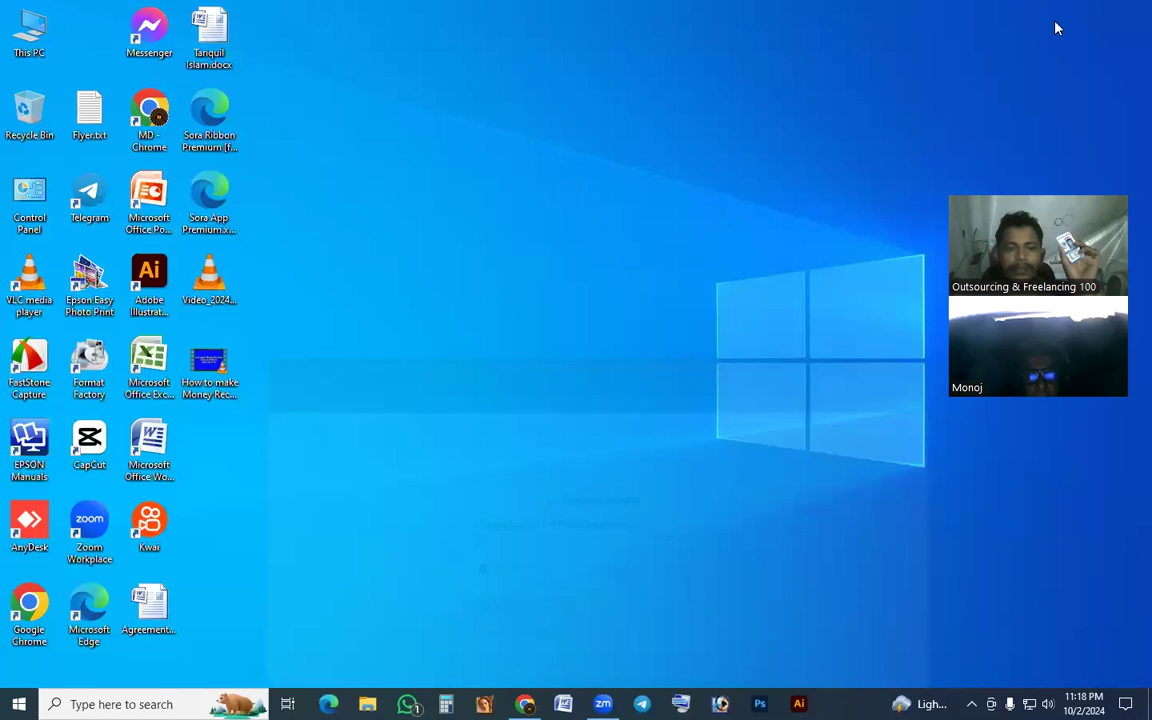 This PC
Messenger
Tariquil
Islam.docx
Recycle Bin
Flyer.txt
MD -
Chrome
Sora Ribbon
Premium [f...
Control
Panel
Telegram
Microsoft
Office Po...
Sora App
Premium.x...
VLC media
player
Epson Easy
Photo Print
Adobe
Illustrat...
Video_2024...
FastStone
Capture
Format
Factory
Microsoft
Office Exc...
How to make
Money Rec...
EPSON
Manuals
CapCut
Microsoft
Office Wo...
AnyDesk
Zoom
Workplace
Kwai
Google
Chrome
Microsoft
Edge
Agreement...
Outsourcing & Freelancing 100
Monoj
Type here to search
Ligh...
11:18 PM
10/2/2024